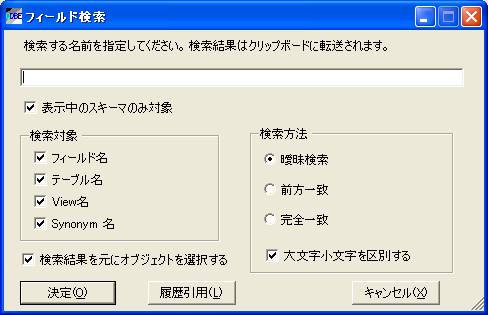 DBE フィールド検索
検索する名前を指定してください。検索結果はクリップボードに転送されます。
表示中のスキーマのみ対象
検索対象
フィールド名
テーブル名
View名
Synonym 名
検索方法
曖昧検索
前方一致
完全一致
大文字小文字を区別する
検索結果を元にオブジェクトを選択する
決定(O)
履歴引用(L)
キャンセル(X)